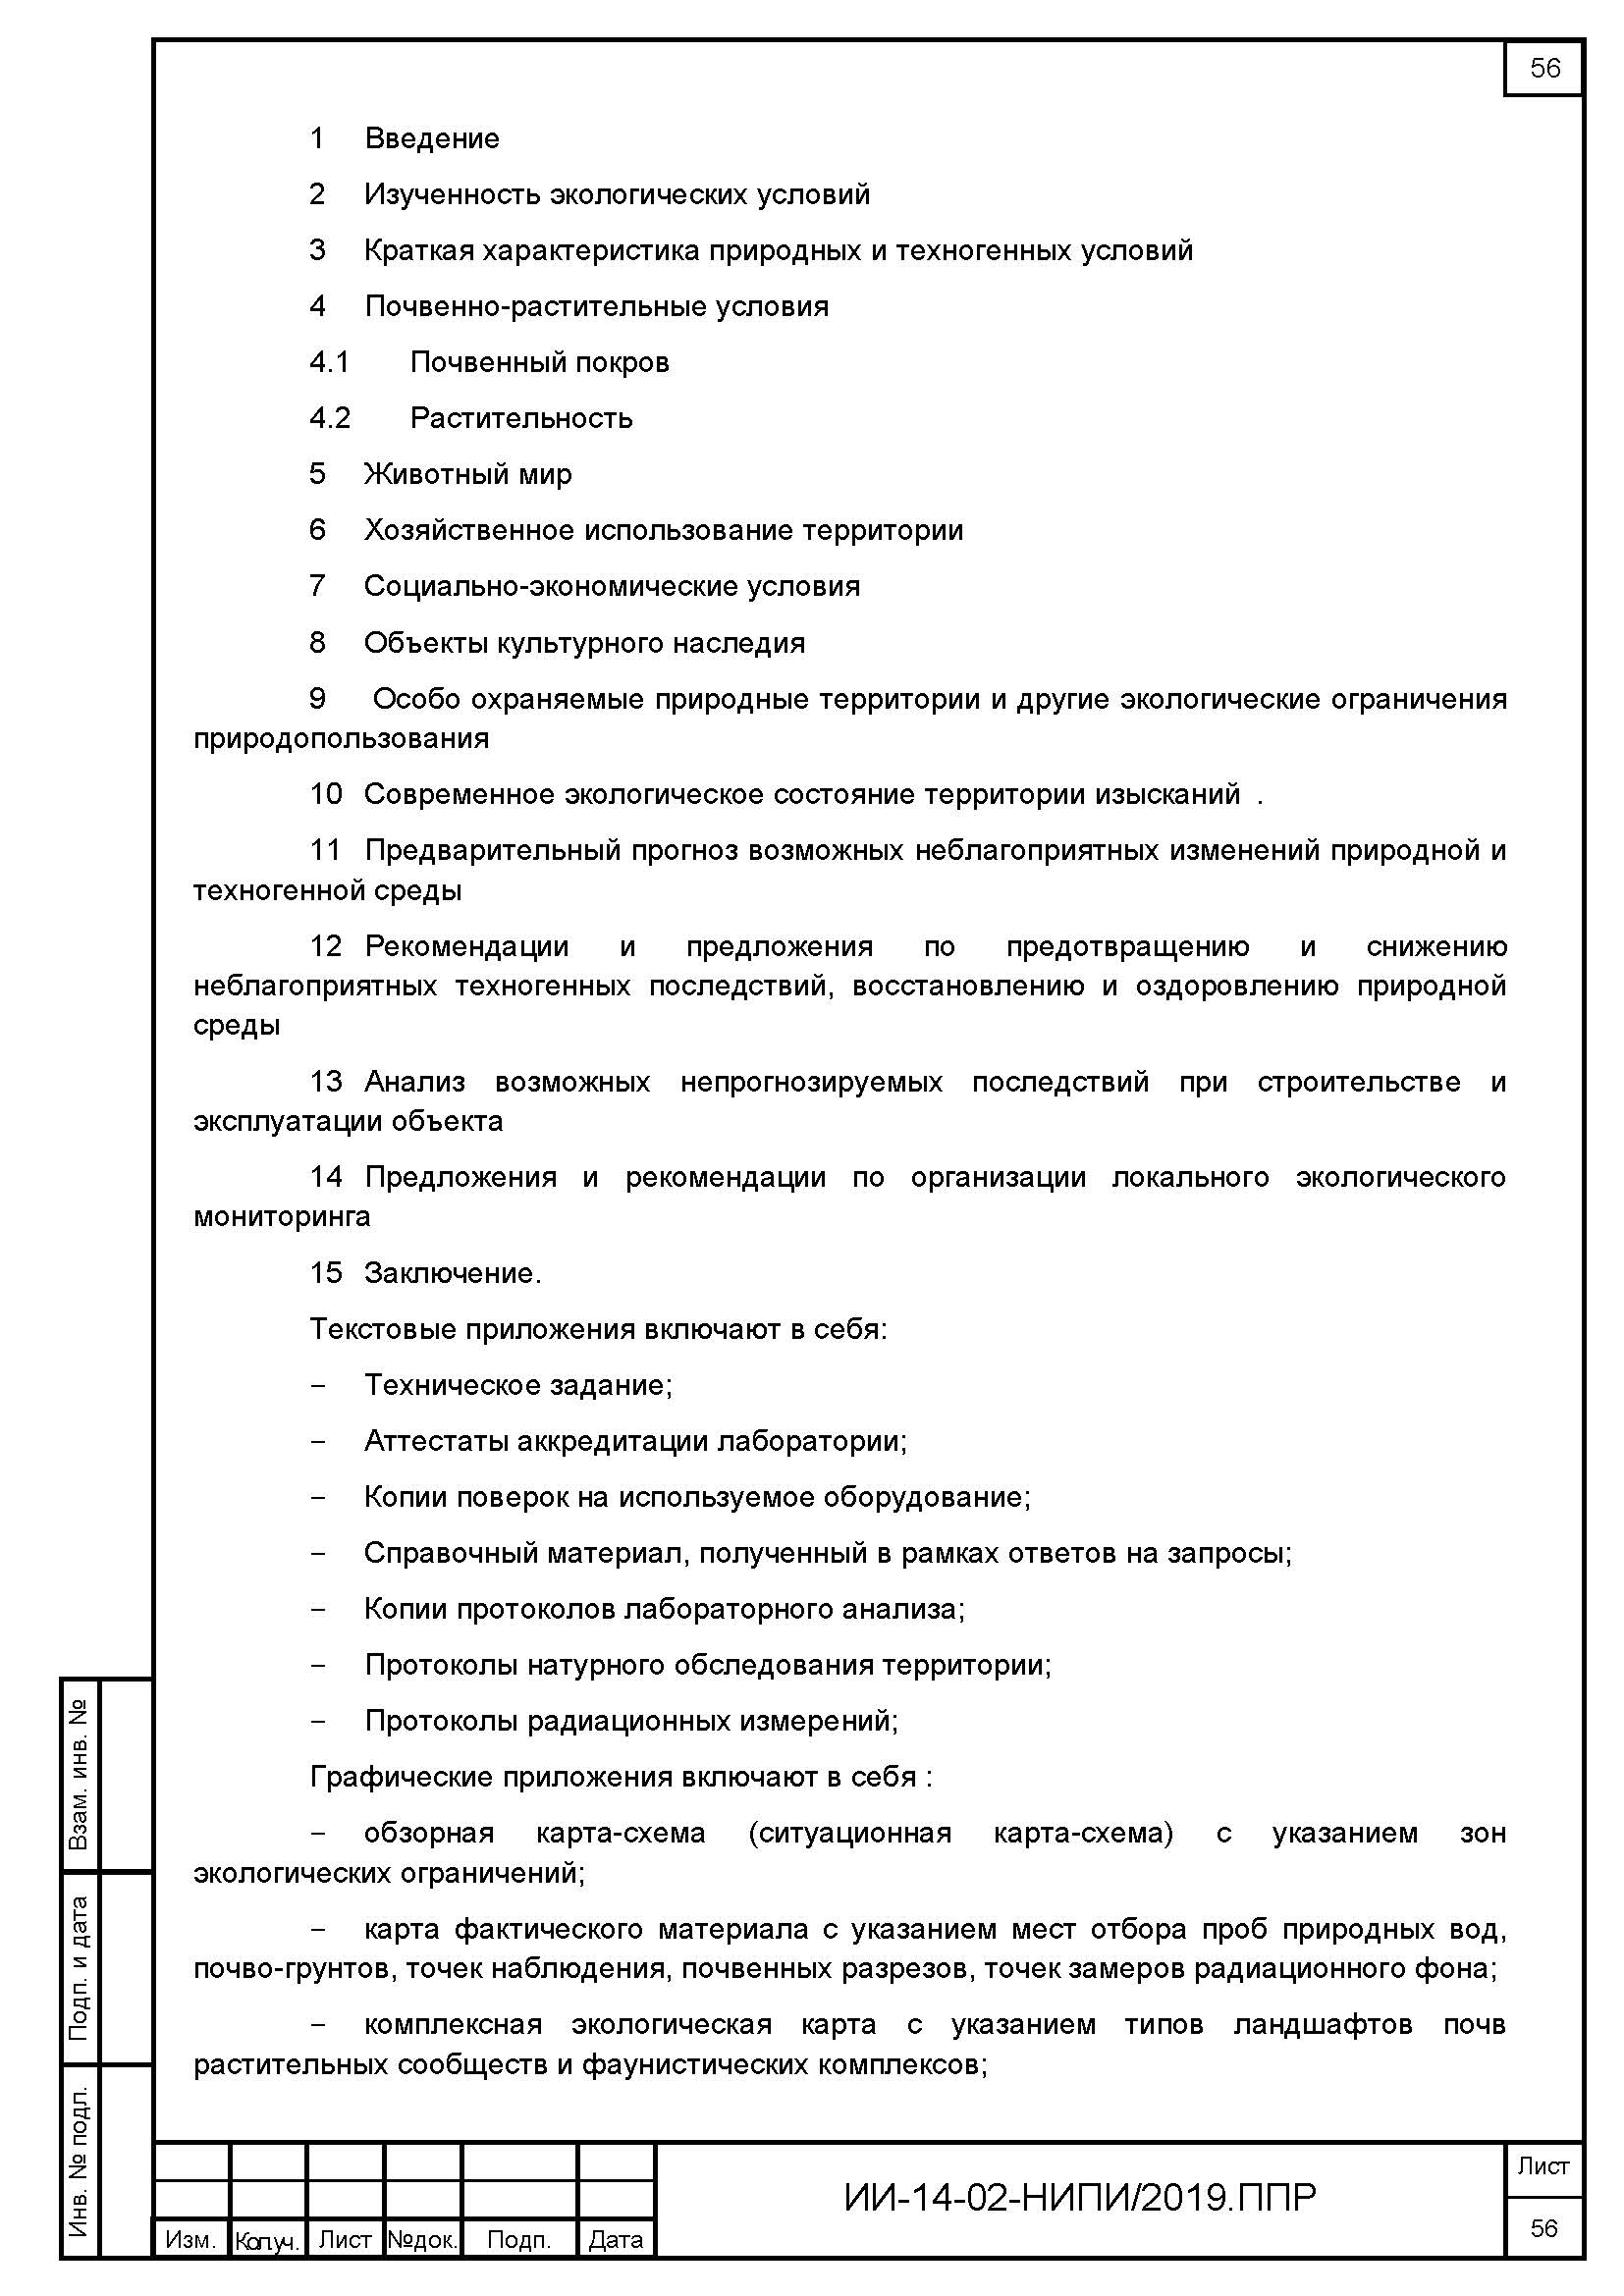 56
1 Введение
2 Изученность экологических условий
3 Краткая характеристика природных и техногенных условий
4 Почвенно-растительные условия
4.1 Почвенный покров
4.2 Растительность
5 Животный мир
6 Хозяйственное использование территории
7 Социально-экономические условия
8 Объекты культурного наследия
9 Особо охраняемые природные территории и другие экологические ограничения
природопользования
10 Современное экологическое состояние территории изысканий .
11 Предварительный прогноз возможных неблагоприятных изменений природной и
техногенной среды
12 Рекомендации и предложения по предотвращению и снижению
неблагоприятных техногенных последствий, восстановлению и оздоровлению природной
среды
13 Анализ возможных непрогнозируемых последствий при строительстве и
эксплуатации объекта
14 Предложения и рекомендации по организации локального экологического
мониторинга
15 Заключение.
Текстовые приложения включают в себя:
– Техническое задание;
– Аттестаты аккредитации лаборатории;
– Копии поверок на используемое оборудование;
– Справочный материал, полученный в рамках ответов на запросы;
– Копии протоколов лабораторного анализа;
– Протоколы натурного обследования территории;
– Протоколы радиационных измерений;
Графические приложения включают в себя :
– обзорная карта-схема (ситуационная карта-схема) с указанием зон
экологических ограничений;
– карта фактического материала с указанием мест отбора проб природных вод,
почво-грунтов, точек наблюдения, почвенных разрезов, точек замеров радиационного фона;
– комплексная экологическая карта с указанием типов ландшафтов почв
растительных сообществ и фаунистических комплексов;
Взам. инв. №
Подп. и дата
Инв. № подл.
Изм. Кол.уч. Лист №док. Подп. Дата
ИИ-14-02-НИПИ/2019.ППР
Лист
56